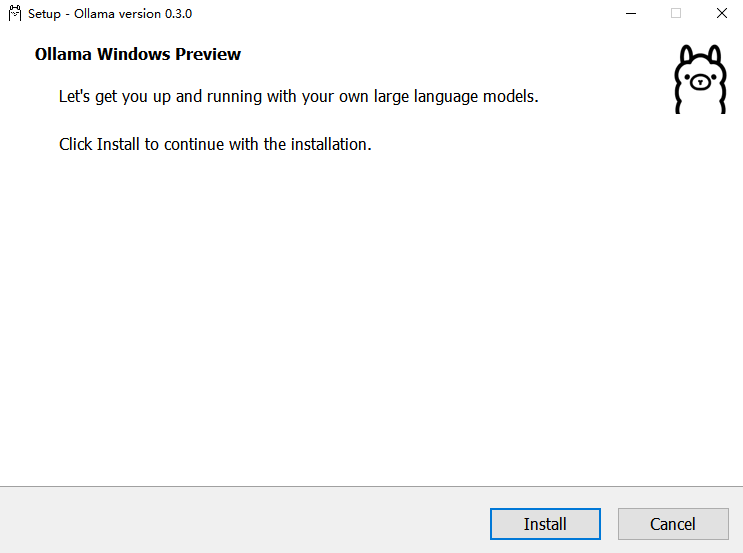 Setup - Ollama version 0.3.0
Ollama Windows Preview
Let's get you up and running with your own large language models.
Click Install to continue with the installation.
Install
Cancel